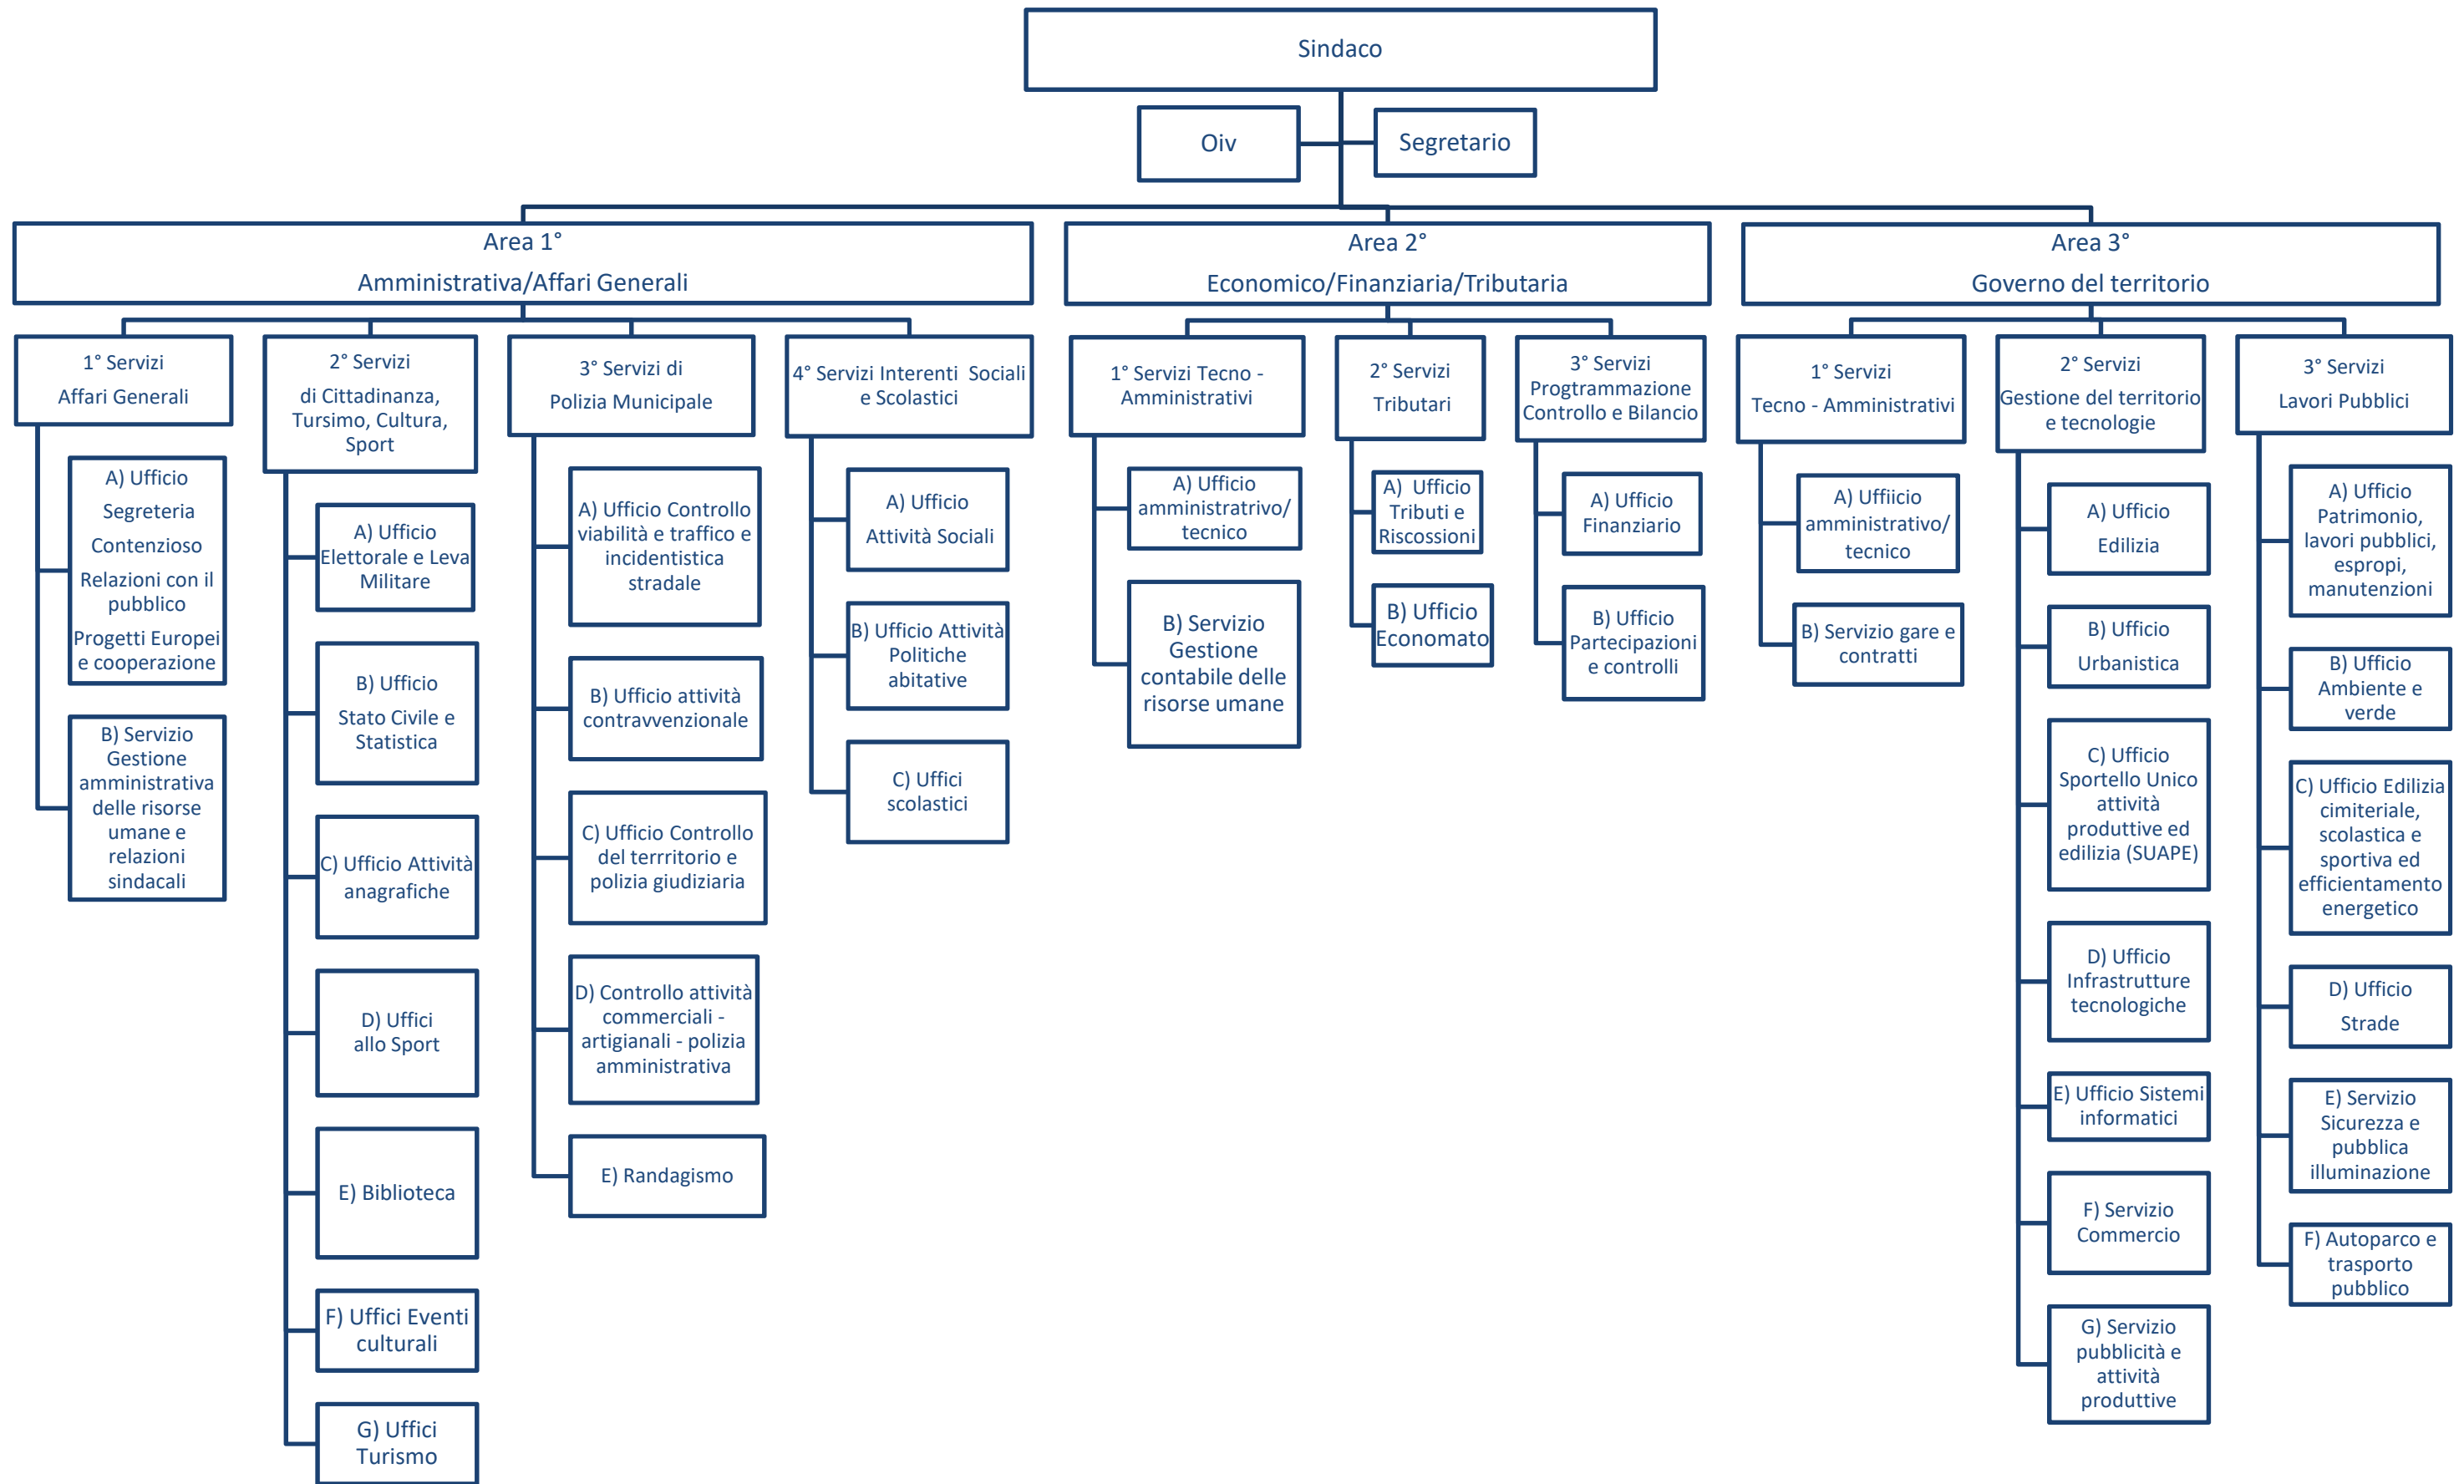 Sindaco
Oiv
Segretario
Area 1°
Amministrativa/Affari Generali
Area 2°
Economico/Finanziaria/Tributaria
Area 3°
Governo del territorio
1° Servizi
Affari Generali
A) Ufficio
Segreteria
Contenzioso
Relazioni con il
pubblico
Progetti Europei
e cooperazione
B) Servizio
Gestione
amministrativa
delle risorse
umane e
relazioni
sindacali
2° Servizi
di Cittadinanza,
Tursimo, Cultura,
Sport
A) Ufficio
Elettorale e Leva
Militare
B) Ufficio
Stato Civile e
Statistica
C) Ufficio Attività
anagrafiche
D) Uffici
allo Sport
E) Biblioteca
F) Uffici Eventi
culturali
G) Uffici
Turismo
3° Servizi di
Polizia Municipale
A) Ufficio Controllo
viabilità e traffico e
incidentistica
stradale
B) Ufficio attività
contravvenzionale
C) Ufficio Controllo
del terrritorio e
polizia giudiziaria
D) Controllo attività
commerciali -
artigianali - polizia
amministrativa
E) Randagismo
4° Servizi Interenti Sociali
e Scolastici
A) Ufficio
Attività Sociali
B) Ufficio Attività
Politiche
abitative
C) Uffici
scolastici
1° Servizi Tecno -
Amministrativi
A) Ufficio
amministratrivo/
tecnico
B) Servizio
Gestione
contabile delle
risorse umane
2° Servizi
Tributari
A) Ufficio
Tributi e
Riscossioni
B) Ufficio
Economato
3° Servizi
Programmazione
Controllo e Bilancio
A) Ufficio
Finanziario
B) Ufficio
Partecipazioni
e controlli
1° Servizi
Tecno - Amministrativi
A) Uffiicio
amministrativo/
tecnico
B) Servizio gare e
contratti
2° Servizi
Gestione del territorio
e tecnologie
A) Ufficio
Edilizia
B) Ufficio
Urbanistica
C) Ufficio
Sportello Unico
attività
produttive ed
edilizia (SUAPE)
D) Ufficio
Infrastrutture
tecnologiche
E) Ufficio Sistemi
informatici
F) Servizio
Commercio
G) Servizio
pubblicità e
attività
produttive
3° Servizi
Lavori Pubblici
A) Ufficio
Patrimonio,
lavori pubblici,
espropi,
manutenzioni
B) Ufficio
Ambiente e
verde
C) Ufficio Edilizia
cimiteriale,
scolastica e
sportiva ed
efficientamento
energetico
D) Ufficio
Strade
E) Servizio
Sicurezza e
pubblica
illuminazione
F) Autoparco e
trasporto
pubblico